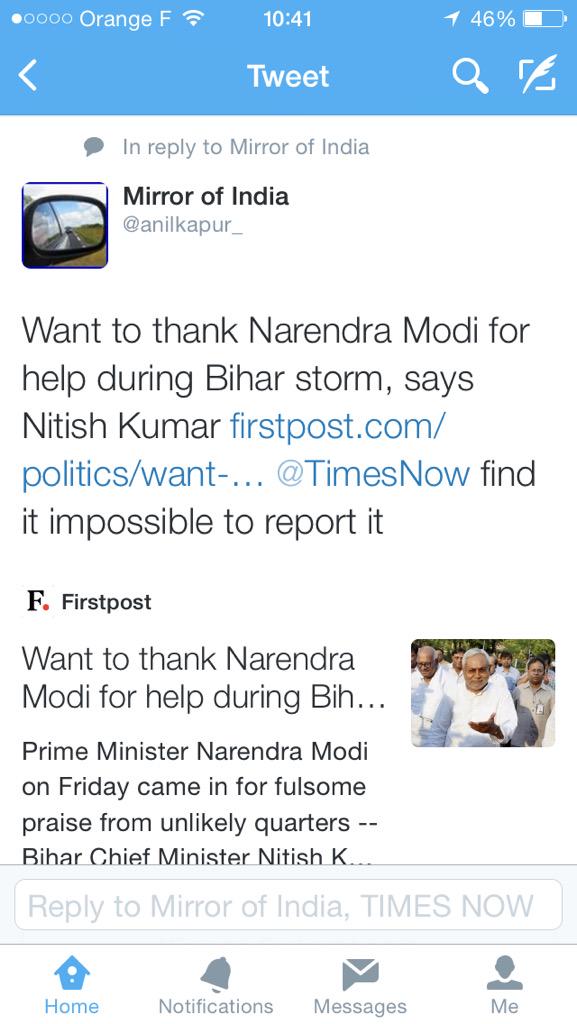 Orange F 10:41 46%
Tweet
In reply to Mirror of India
Mirror of India
@anilkapur_
Want to thank Narendra Modi for
help during Bihar storm, says
Nitish Kumar firstpost.com/
politics/want-... @TimesNow find
it impossible to report it
F. Firstpost
Want to thank Narendra
Modi for help during Bih...
Prime Minister Narendra Modi
on Friday came in for fulsome
praise from unlikely quarters --
Bihar Chief Minister Nitish K...
Reply to Mirror of India, TIMES NOW
Home Notifications Messages Me